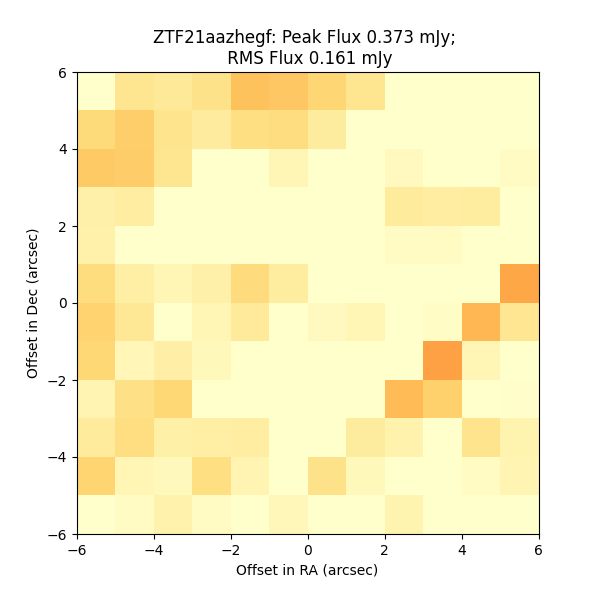 ZTF21aazhegf: Peak Flux 0.373 mJy;
RMS Flux 0.161 mJy
6
4
2
0
−2
−4
−6
Offset in Dec (arcsec)
−6 −4 −2 0 2 4 6
Offset in RA (arcsec)